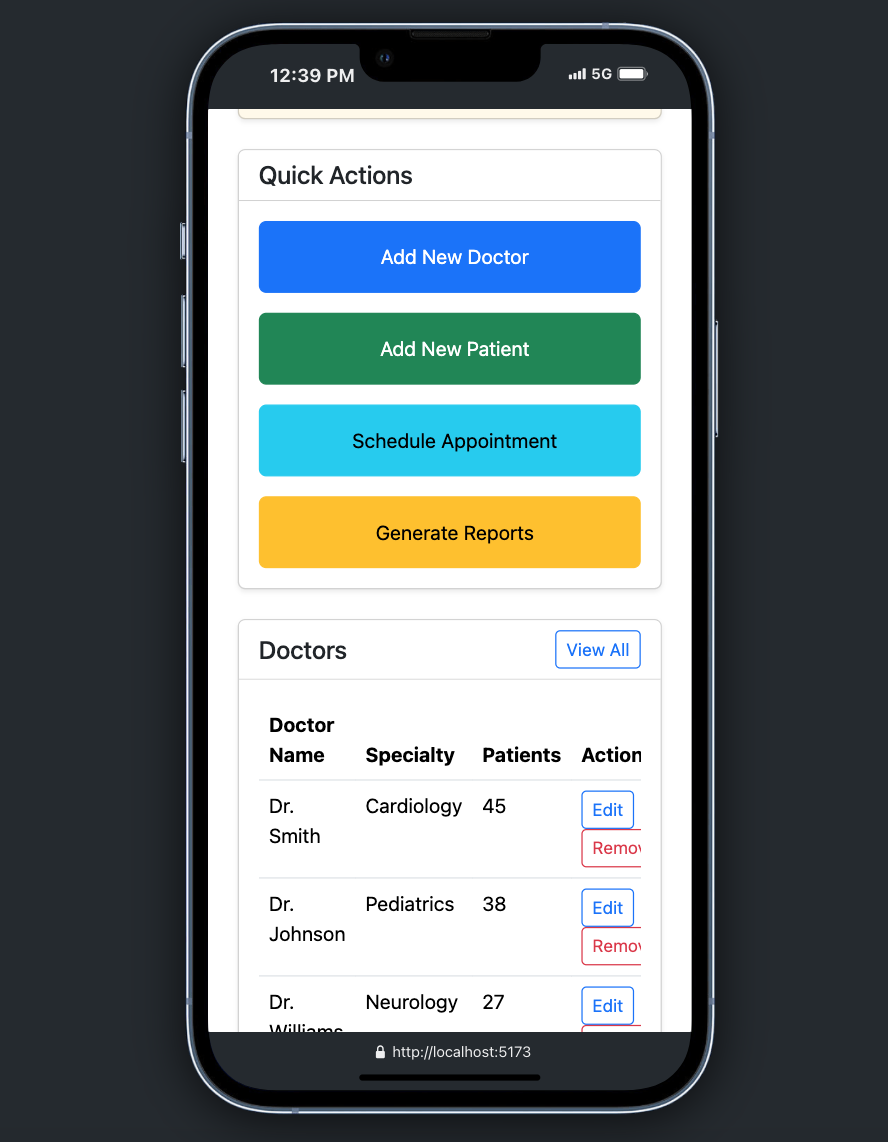 12:39 PM
5G
Quick Actions
Add New Doctor
Add New Patient
Schedule Appointment
Generate Reports
Doctors
View All
Doctor
Name Specialty Patients Action
Dr.
Smith
Cardiology
45
Edit
Remov
Dr.
Johnson
Pediatrics
38
Edit
Remov
Dr.
Williams
Neurology
27
Edit
http://localhost:5173